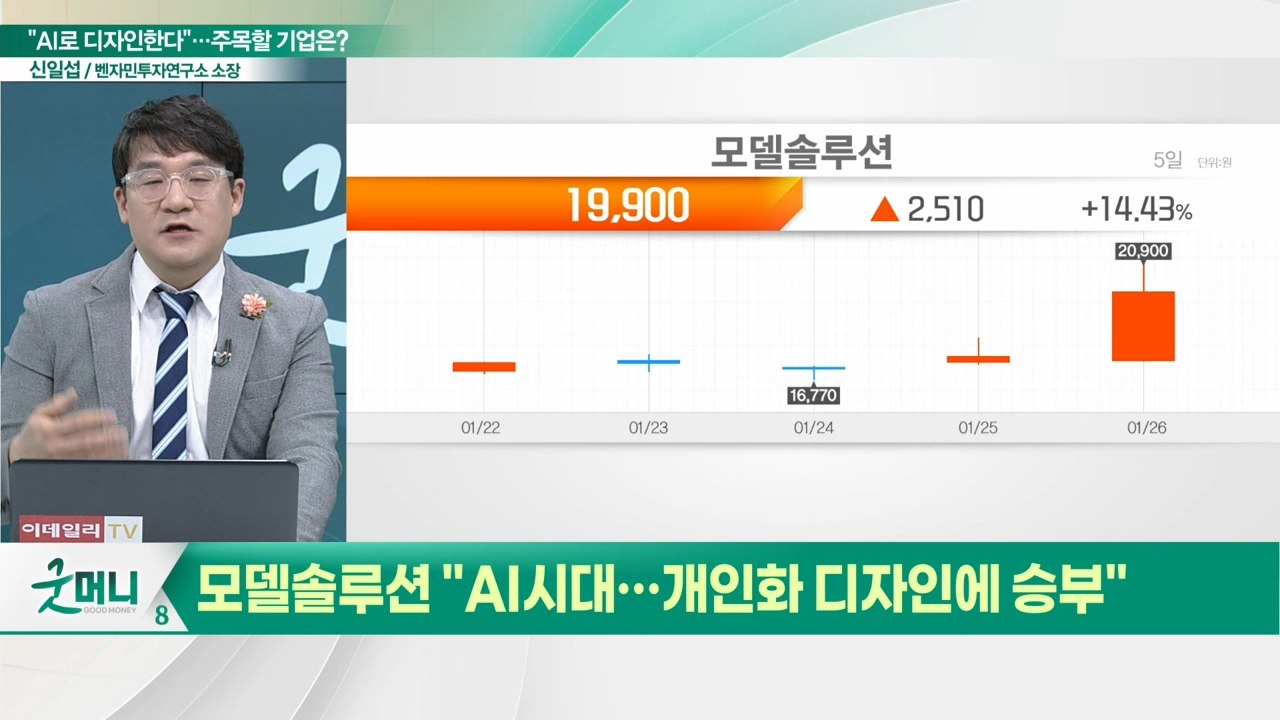 "AI로 디자인한다"…주목할 기업은?
신일섭 / 벤자민투자연구소 소장
모델솔루션
5일 단위:원
19,900 ▲ 2,510 +14.43%
20,900
16,770
01/22 01/23 01/24 01/25 01/26
이데일리 TV
굿머니
GOOD MONEY
8
모델솔루션 "AI시대…개인화 디자인에 승부"